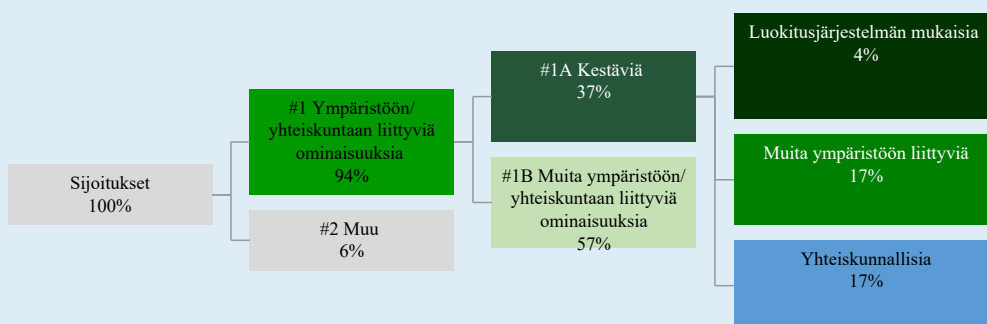 Sijoitukset
100%
#1 Ympäristöön/
yhteiskuntaan liittyviä
ominaisuuksia
94%
#2 Muu
6%
#1A Kestäviä
37%
#1B Muita ympäristöön/
yhteiskuntaan liittyviä
ominaisuuksia
57%
Luokitusjärjestelmän mukaisia
4%
Muita ympäristöön liittyviä
17%
Yhteiskunnallisia
17%